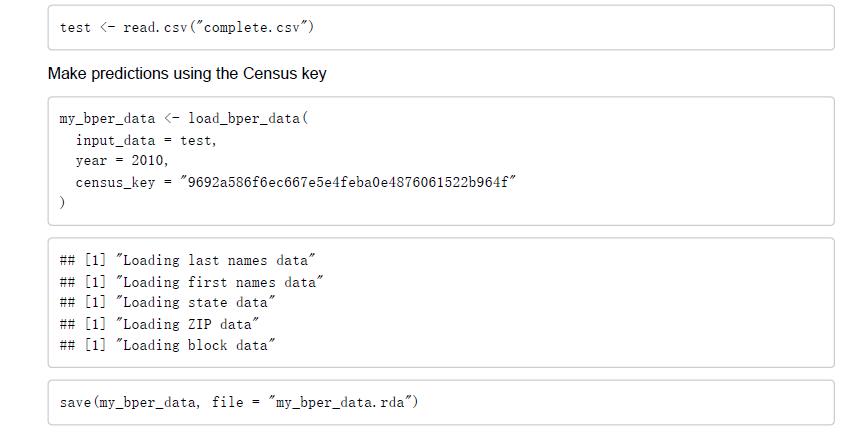 test <- read.csv("complete.csv")
Make predictions using the Census key
my_bper_data <- load_bper_data(
  input_data = test,
  year = 2010,
  census_key = "9692a586f6ec667e5e4feba0e4876061522b964f"
)
## [1] "Loading last names data"
## [1] "Loading first names data"
## [1] "Loading state data"
## [1] "Loading ZIP data"
## [1] "Loading block data"
save(my_bper_data, file = "my_bper_data.rda")